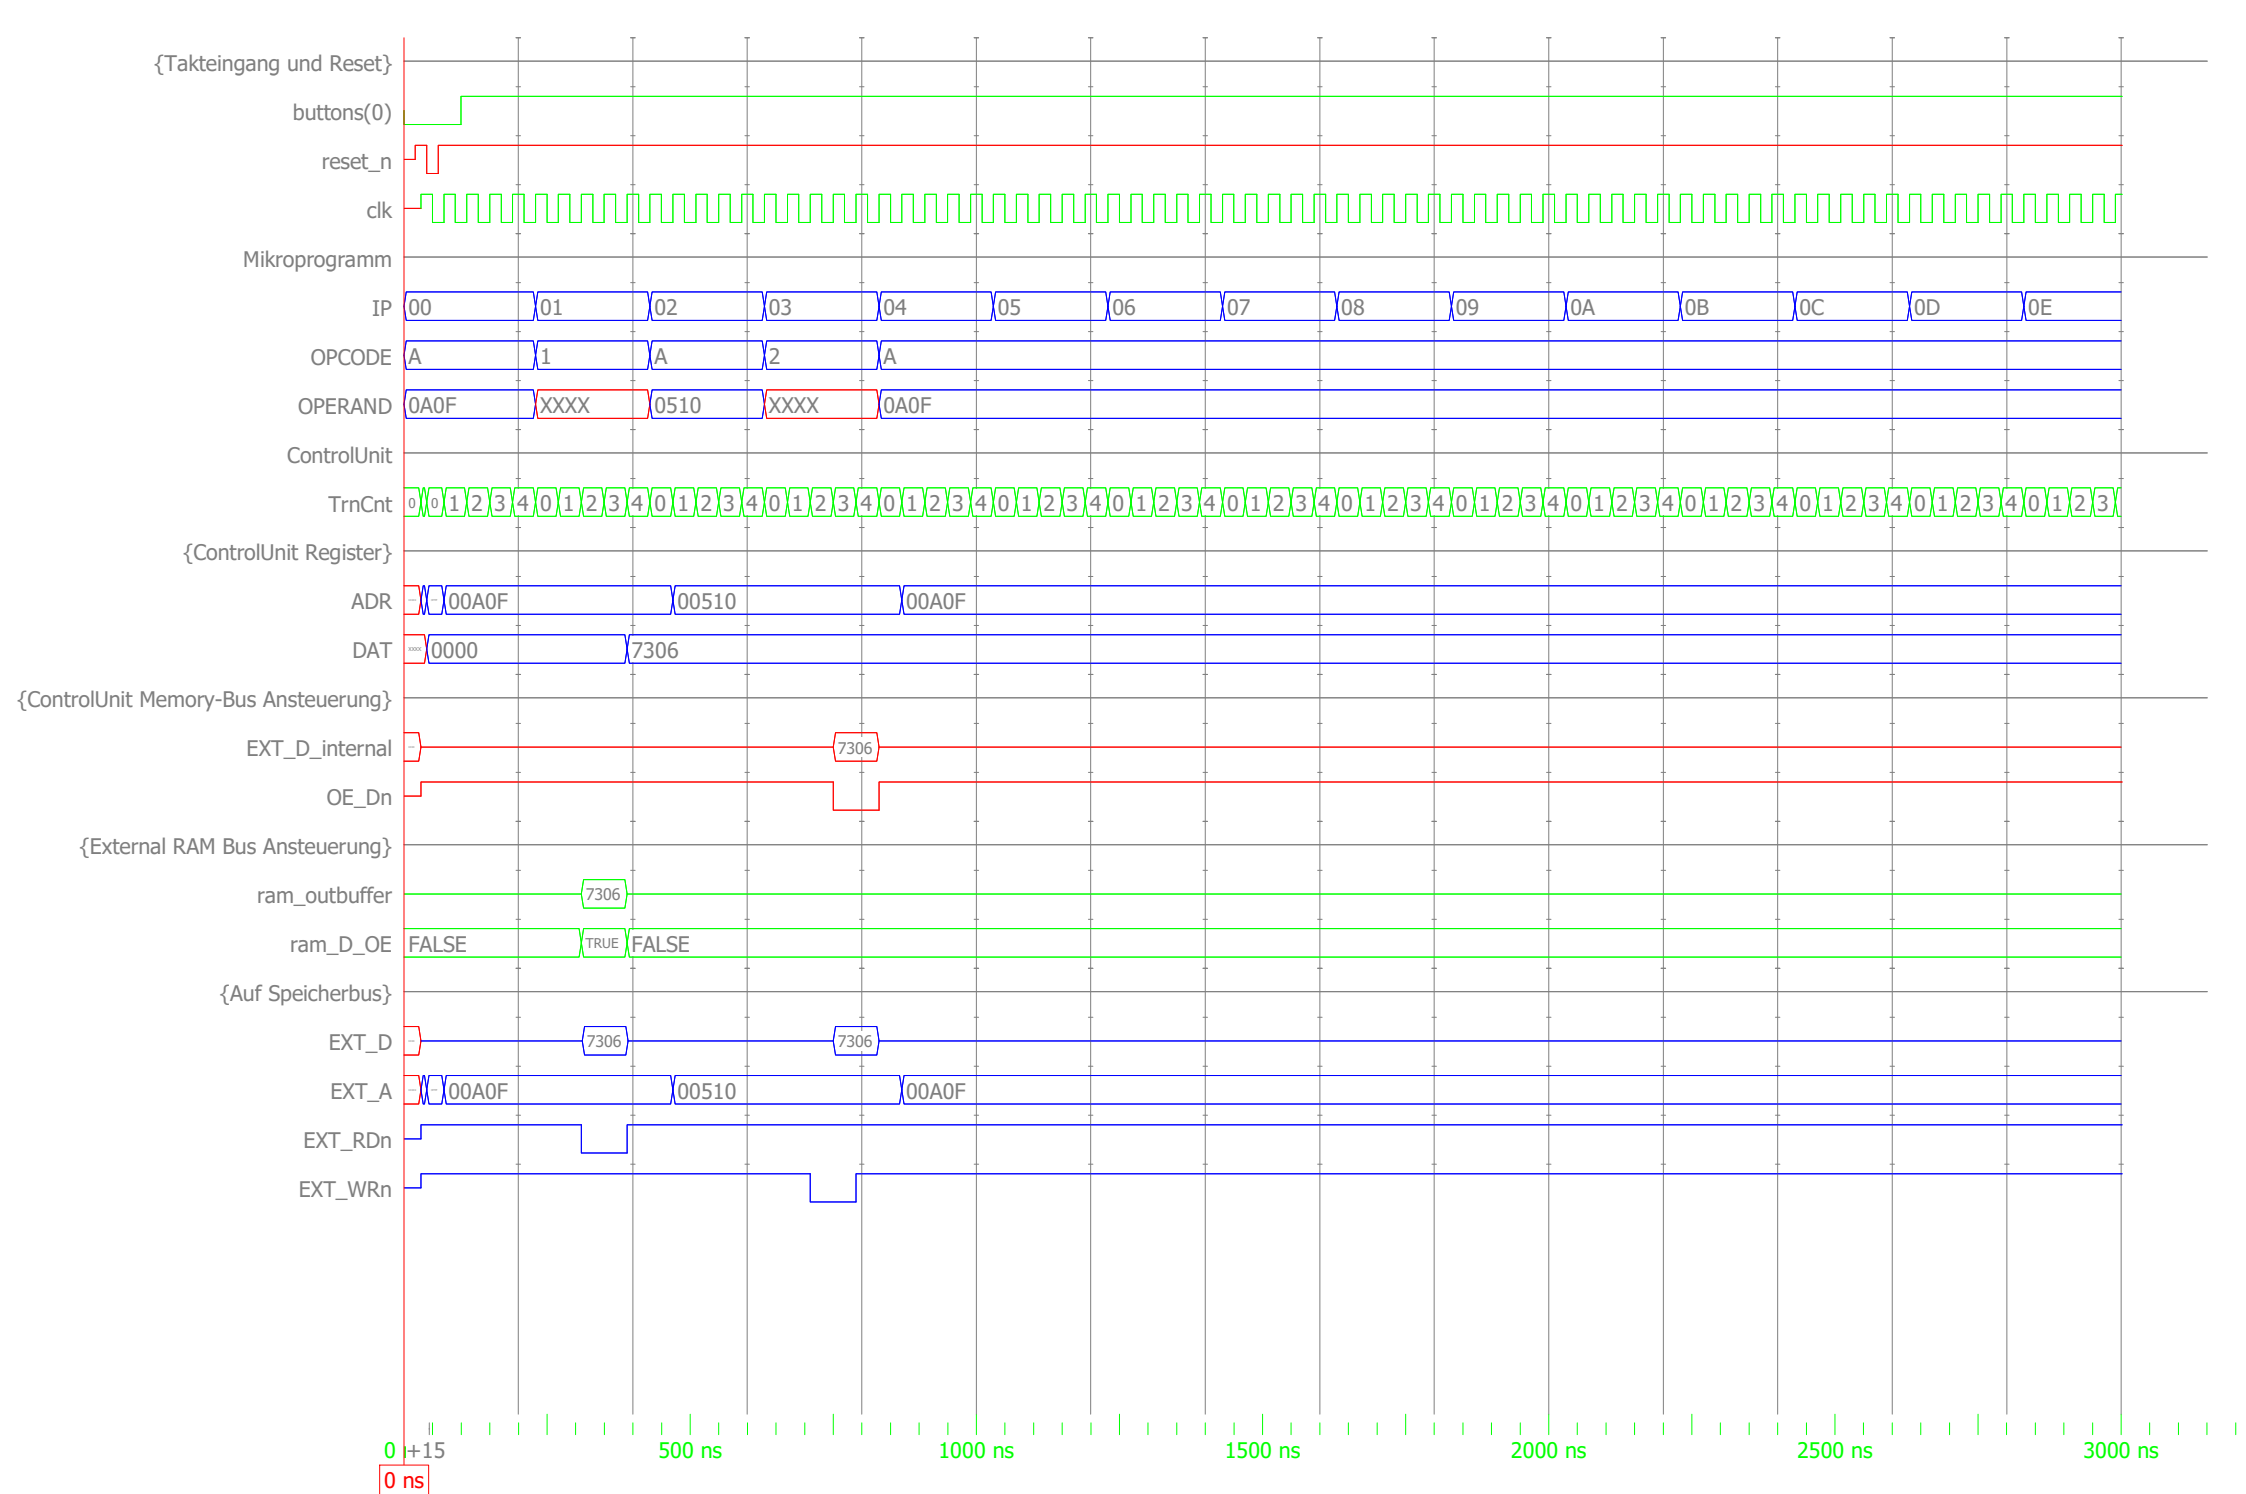 {Takteingang und Reset}
buttons(0)
reset_n
clk
Mikroprogramm
IP 00 01 02 03 04 05 06 07 08 09 0A 0B 0C 0D 0E
OPCODE A 1 A 2 A
OPERAND 0A0F XXXX 0510 XXXX 0A0F
ControlUnit
TrnCnt 0 0 1 2 3 4 0 1 2 3 4 0 1 2 3 4 0 1 2 3 4 0 1 2 3 4 0 1 2 3 4 0 1 2 3 4 0 1 2 3 4 0 1 2 3 4 0 1 2 3 4 0 1 2 3 4 0 1 2 3 4 0 1 2 3 4 0 1 2 3 4 0 1 2 3
{ControlUnit Register}
ADR 00A0F 00510 00A0F
DAT xxxx 0000 7306
{ControlUnit Memory-Bus Ansteuerung}
EXT_D_internal 7306
OE_Dn
{External RAM Bus Ansteuerung}
ram_outbuffer 7306
ram_D_OE FALSE TRUE FALSE
{Auf Speicherbus}
EXT_D 7306 7306
EXT_A 00A0F 00510 00A0F
EXT_RDn
EXT_WRn
0 +15 500 ns 1000 ns 1500 ns 2000 ns 2500 ns 3000 ns
0 ns